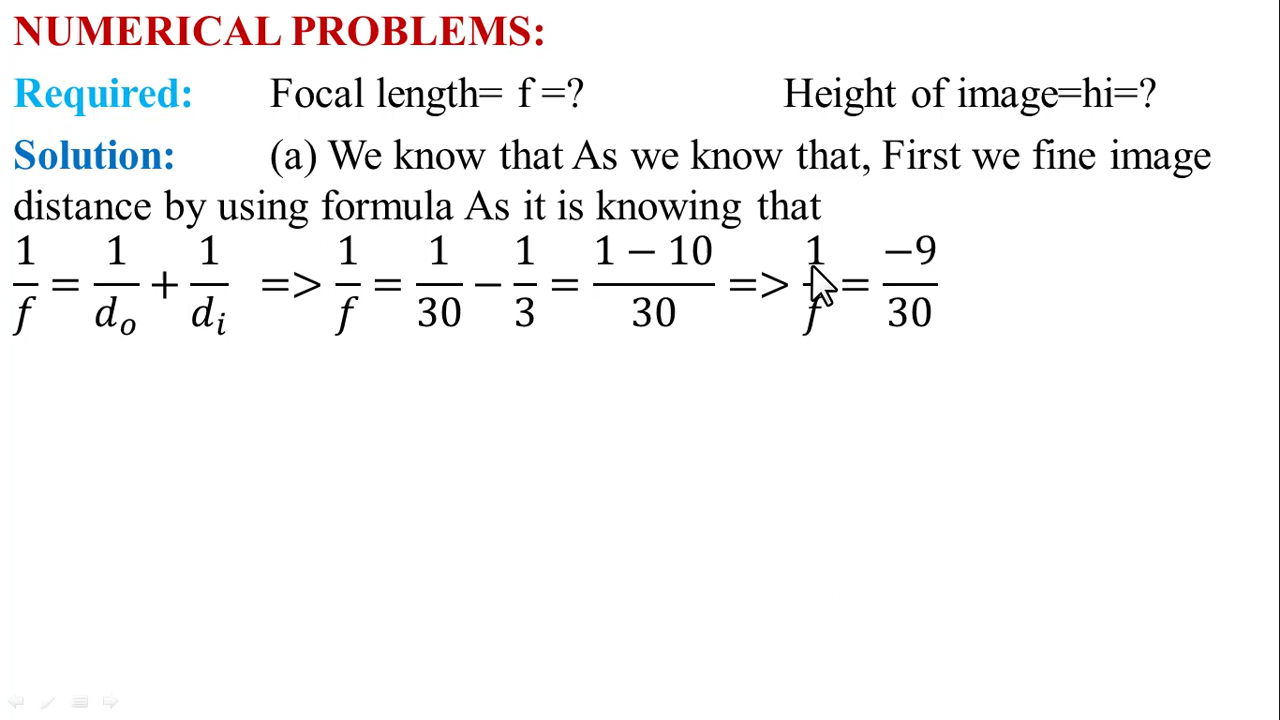 NUMERICAL PROBLEMS:
Required: Focal length= f =? Height of image=hi=?
Solution: (a) We know that As we know that, First we fine image
distance by using formula As it is knowing that
1/f = 1/d_o + 1/d_i => 1/f = 1/30 − 1/3 = (1 − 10)/30 => 1/f = −9/30